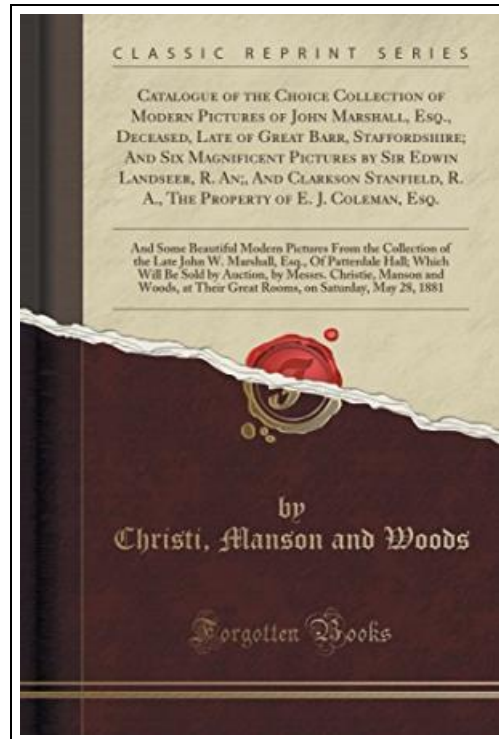 CLASSIC REPRINT SERIES
CATALOGUE OF THE CHOICE COLLECTION OF
MODERN PICTURES OF JOHN MARSHALL, ESQ.,
DECEASED, LATE OF GREAT BARR, STAFFORDSHIRE;
AND SIX MAGNIFICENT PICTURES BY SIR EDWIN
LANDSEER, R. AN;, AND CLARKSON STANFIELD, R.
A., THE PROPERTY OF E. J. COLEMAN, ESQ.
And Some Beautiful Modern Pictures From the Collection of
the Late John W. Marshall, Esq., Of Patterdale Hall; Which
Will Be Sold by Auction, by Messes. Christie, Manson and
Woods, at Their Great Rooms, on Saturday, May 28, 1881
by
Christi, Manson and Woods
Forgotten Books